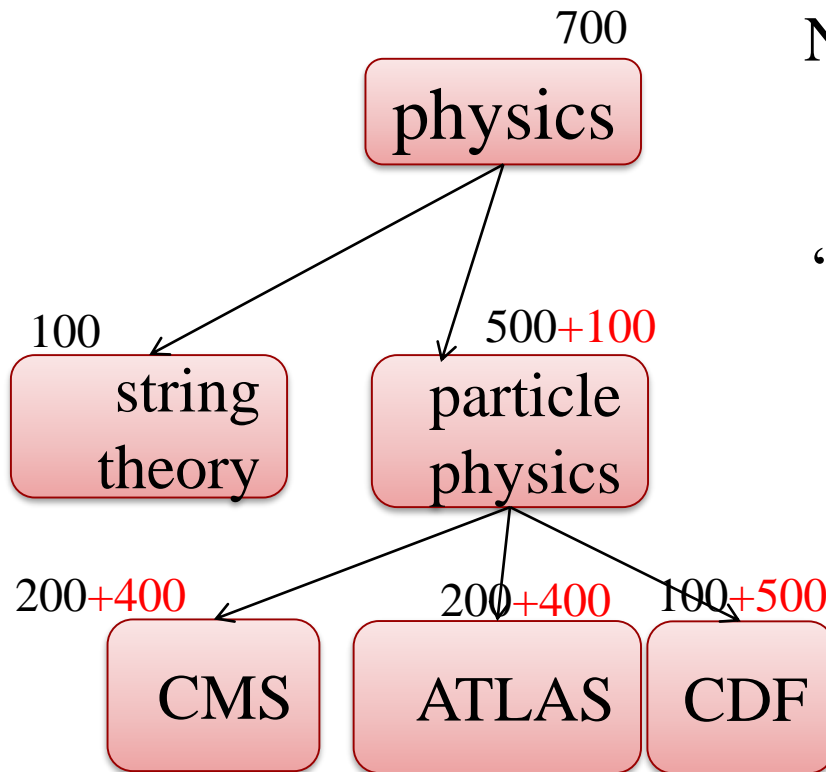 700
N
physics
“
100
500+100
string
theory
particle
physics
200+400
200+400
100+500
CMS
ATLAS
CDF